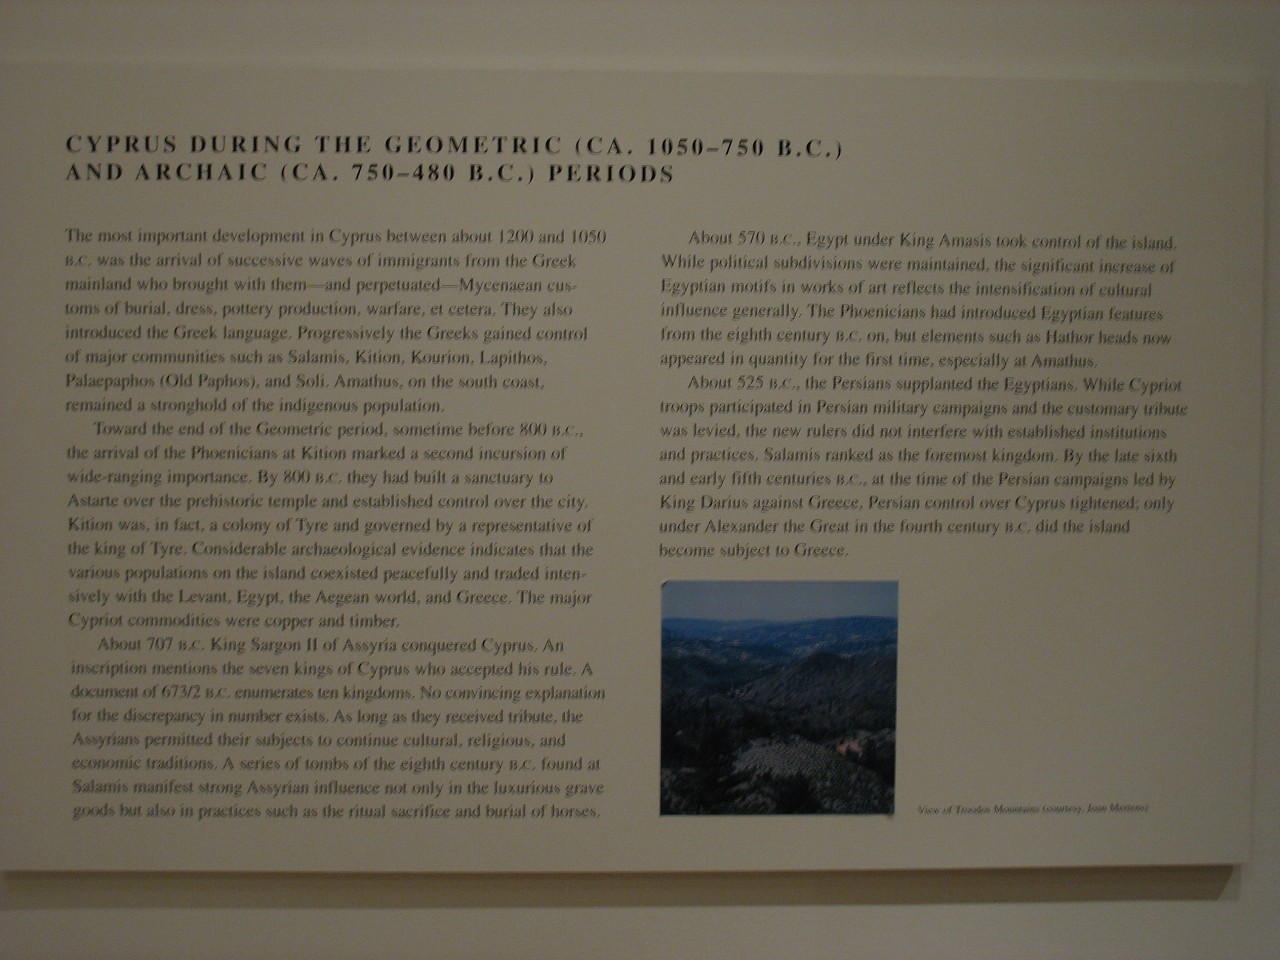 CYPRUS DURING THE GEOMETRIC (CA. 1050–750 B.C.)
AND ARCHAIC (CA. 750–480 B.C.) PERIODS
The most important development in Cyprus between about 1200 and 1050
B.C. was the arrival of successive waves of immigrants from the Greek
mainland who brought with them—and perpetuated—Mycenaean cus-
toms of burial, dress, pottery production, warfare, et cetera. They also
introduced the Greek language. Progressively the Greeks gained control
of major communities such as Salamis, Kition, Kourion, Lapithos,
Palaepaphos (Old Paphos), and Soli. Amathus, on the south coast,
remained a stronghold of the indigenous population.
Toward the end of the Geometric period, sometime before 800 B.C.,
the arrival of the Phoenicians at Kition marked a second incursion of
wide-ranging importance. By 800 B.C. they had built a sanctuary to
Astarte over the prehistoric temple and established control over the city.
Kition was, in fact, a colony of Tyre and governed by a representative of
the king of Tyre. Considerable archaeological evidence indicates that the
various populations on the island coexisted peacefully and traded inten-
sively with the Levant, Egypt, the Aegean world, and Greece. The major
Cypriot commodities were copper and timber.
About 707 B.C. King Sargon II of Assyria conquered Cyprus. An
inscription mentions the seven kings of Cyprus who accepted his rule. A
document of 673/2 B.C. enumerates ten kingdoms. No convincing explanation
for the discrepancy in number exists. As long as they received tribute, the
Assyrians permitted their subjects to continue cultural, religious, and
economic traditions. A series of tombs of the eighth century B.C. found at
Salamis manifest strong Assyrian influence not only in the luxurious grave
goods but also in practices such as the ritual sacrifice and burial of horses.
About 570 B.C., Egypt under King Amasis took control of the island.
While political subdivisions were maintained, the significant increase of
Egyptian motifs in works of art reflects the intensification of cultural
influence generally. The Phoenicians had introduced Egyptian features
from the eighth century B.C. on, but elements such as Hathor heads now
appeared in quantity for the first time, especially at Amathus.
About 525 B.C., the Persians supplanted the Egyptians. While Cypriot
troops participated in Persian military campaigns and the customary tribute
was levied, the new rulers did not interfere with established institutions
and practices. Salamis ranked as the foremost kingdom. By the late sixth
and early fifth centuries B.C., at the time of the Persian campaigns led by
King Darius against Greece, Persian control over Cyprus tightened; only
under Alexander the Great in the fourth century B.C. did the island
become subject to Greece.
View of Troodos Mountains (courtesy, Joan Mertens)